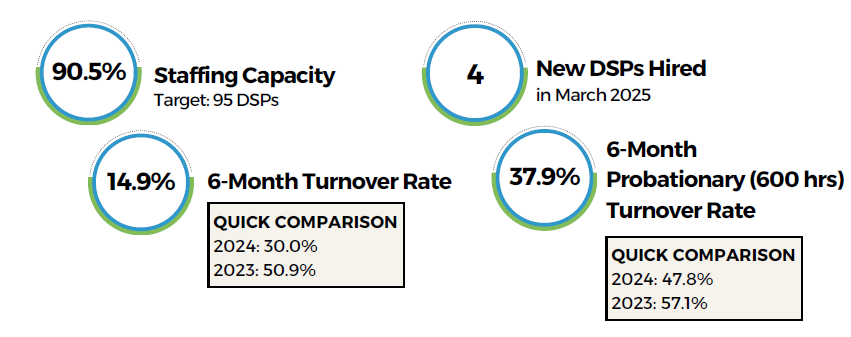 90.5%
Staffing Capacity
Target: 95 DSPs
4
New DSPs Hired
in March 2025
14.9%
6-Month Turnover Rate
QUICK COMPARISON
2024: 30.0%
2023: 50.9%
37.9%
6-Month
Probationary (600 hrs)
Turnover Rate
QUICK COMPARISON
2024: 47.8%
2023: 57.1%